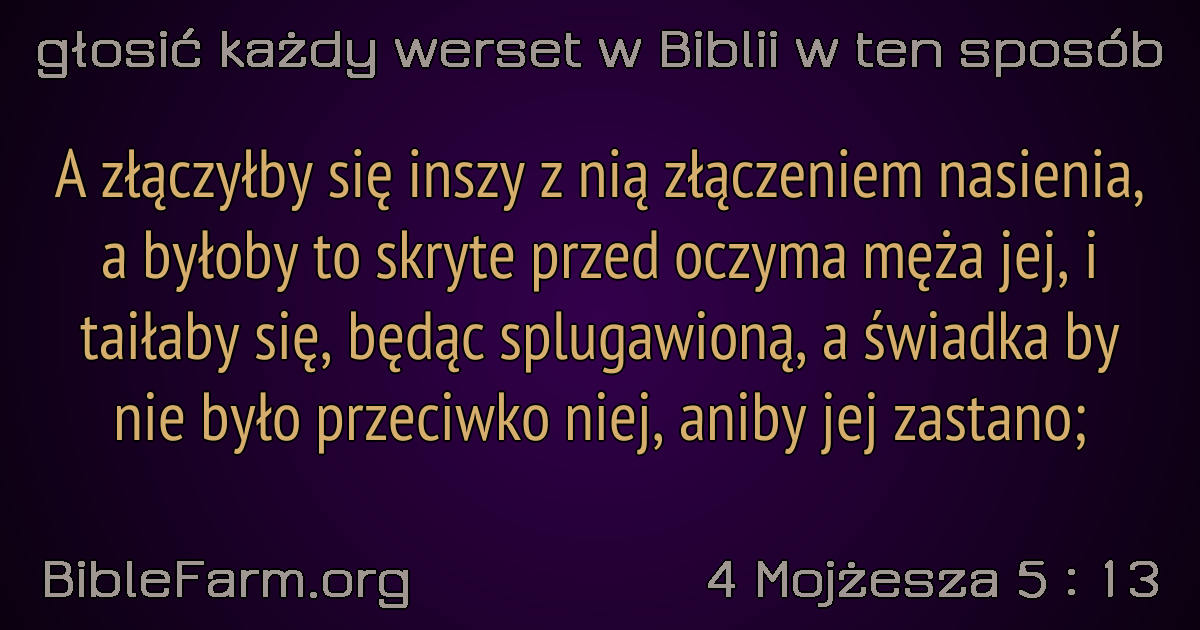 głosić każdy werset w Biblii w ten sposób
A złączyłby się inszy z nią złączeniem nasienia,
a byłoby to skryte przed oczyma męża jej, i
taiłaby się, będąc splugawioną, a świadka by
nie było przeciwko niej, aniby jej zastano;
BibleFarm.org
4 Mojżesza 5 : 13